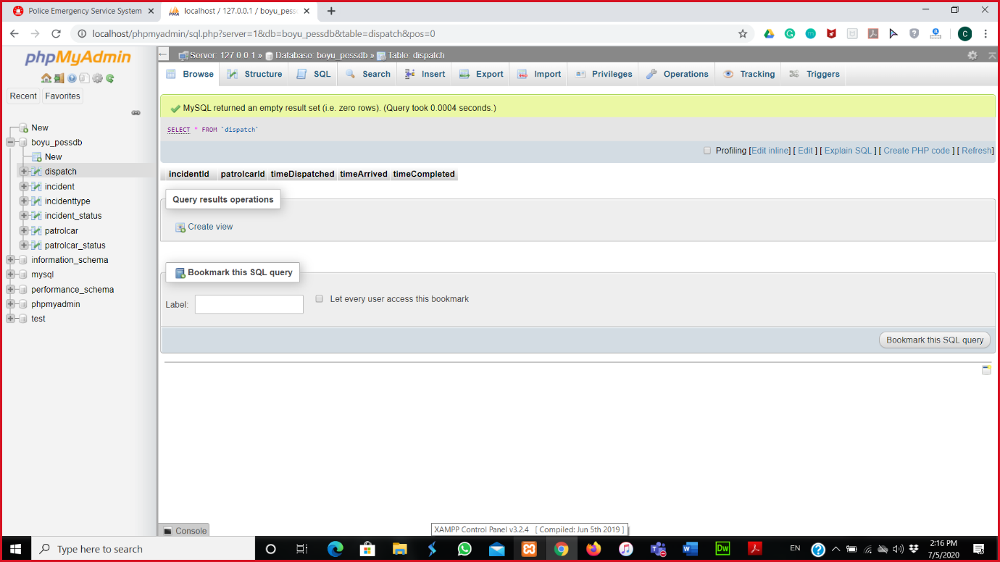 Police Emergency Service System
localhost / 127.0.0.1 / boyu_pess
localhost/phpmyadmin/sql.php?server=1&db=boyu_pessdb&table=dispatch&pos=0
C
phpMyAdmin
Recent Favorites
New
boyu_pessdb
New
dispatch
incident
incidenttype
incident_status
patrolcar
patrolcar_status
information_schema
mysql
performance_schema
phpmyadmin
test
Server: 127.0.0.1 » Database: boyu_pessdb » Table: dispatch
Browse Structure SQL Search Insert Export Import Privileges Operations Tracking Triggers
MySQL returned an empty result set (i.e. zero rows). (Query took 0.0004 seconds.)
SELECT * FROM `dispatch`
Profiling [Edit inline] [ Edit ] [ Explain SQL ] [ Create PHP code ] [ Refresh]
incidentId patrolcarId timeDispatched timeArrived timeCompleted
Query results operations
Create view
Bookmark this SQL query
Label: Let every user access this bookmark
Bookmark this SQL query
Console
XAMPP Control Panel v3.2.4 [ Compiled: Jun 5th 2019 ]
Type here to search
EN
2:16 PM
7/5/2020